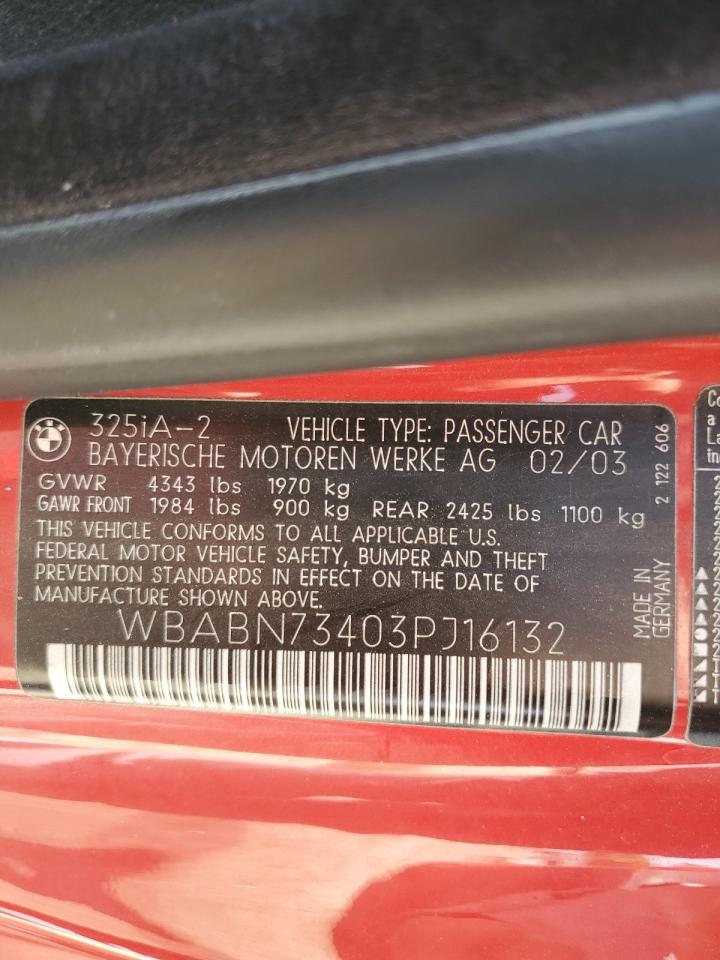 325iA-2 VEHICLE TYPE: PASSENGER CAR
BAYERISCHE MOTOREN WERKE AG 02/03
GVWR 4343 lbs 1970 kg
GAWR FRONT 1984 lbs 900 kg REAR 2425 lbs 1100 kg
THIS VEHICLE CONFORMS TO ALL APPLICABLE U.S.
FEDERAL MOTOR VEHICLE SAFETY, BUMPER AND THEFT
PREVENTION STANDARDS IN EFFECT ON THE DATE OF
MANUFACTURE SHOWN ABOVE.
WBABN73403PJ16132
2 122 606
MADE IN
GERMANY
Co
a
La
in